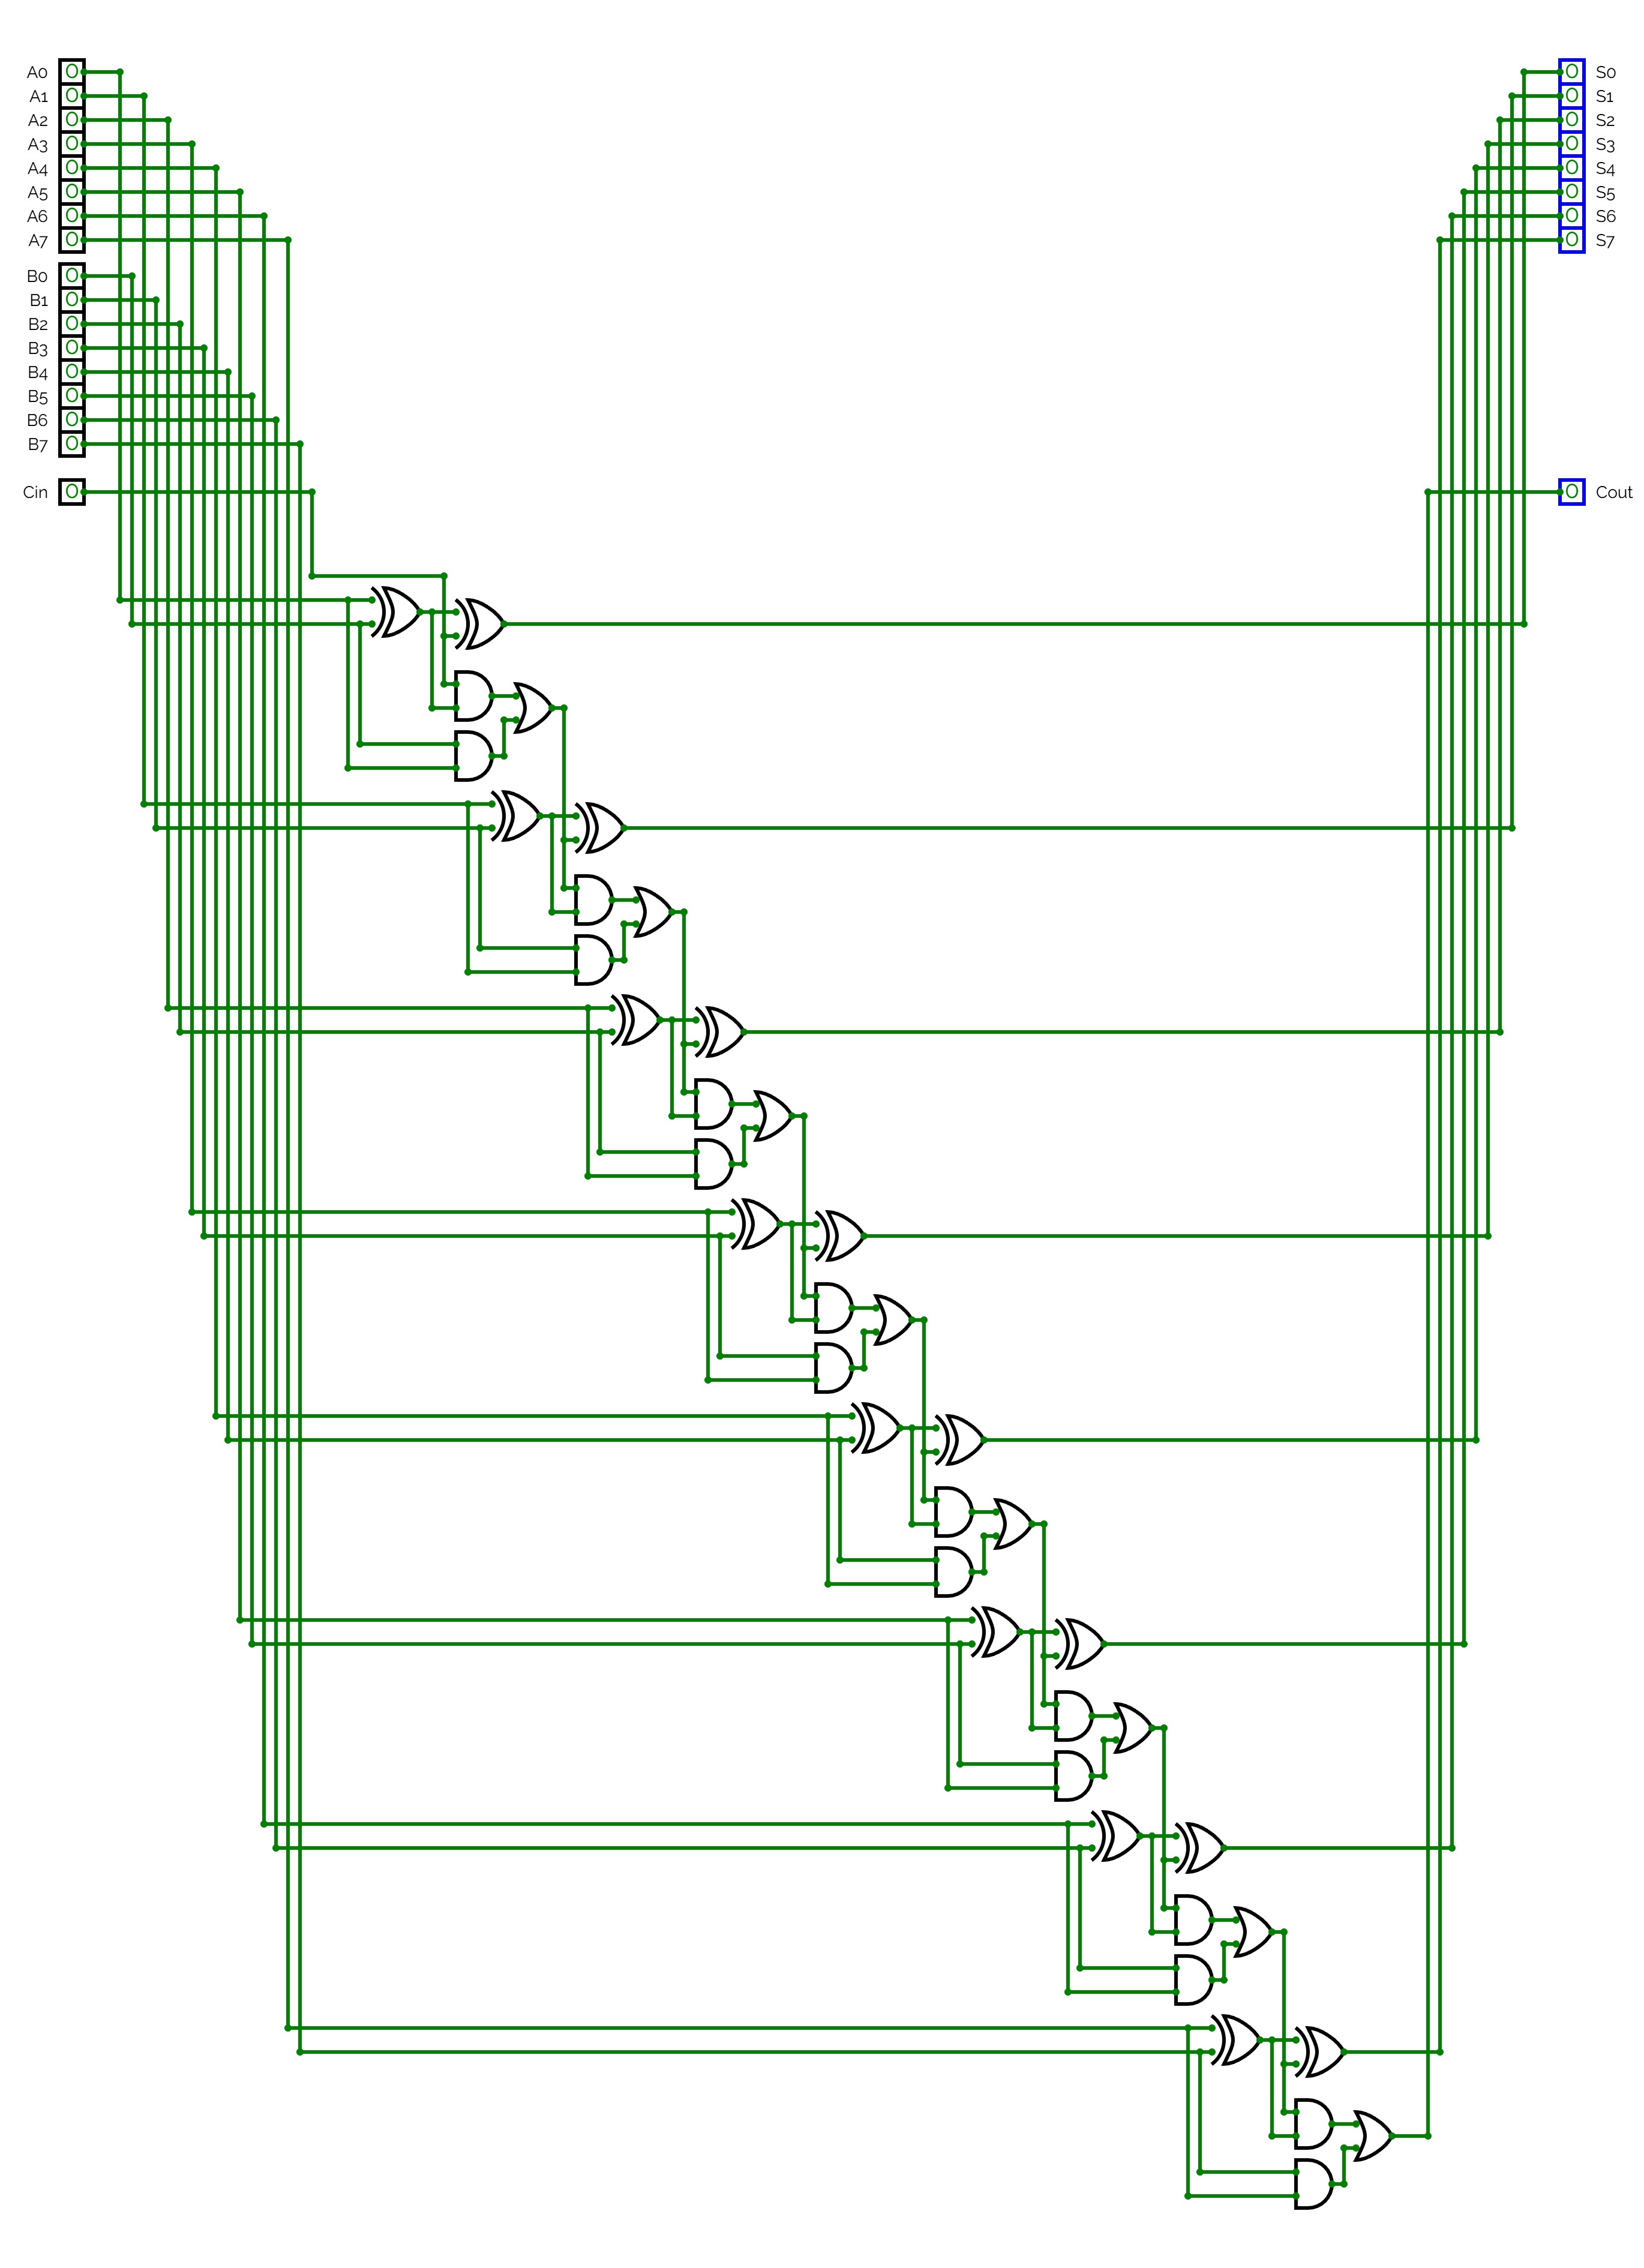 A0 0 0 S0
A1 0 0 S1
A2 0 0 S2
A3 0 0 S3
A4 0 0 S4
A5 0 0 S5
A6 0 0 S6
A7 0 0 S7
B0 0
B1 0
B2 0
B3 0
B4 0
B5 0
B6 0
B7 0
Cin 0 0 Cout